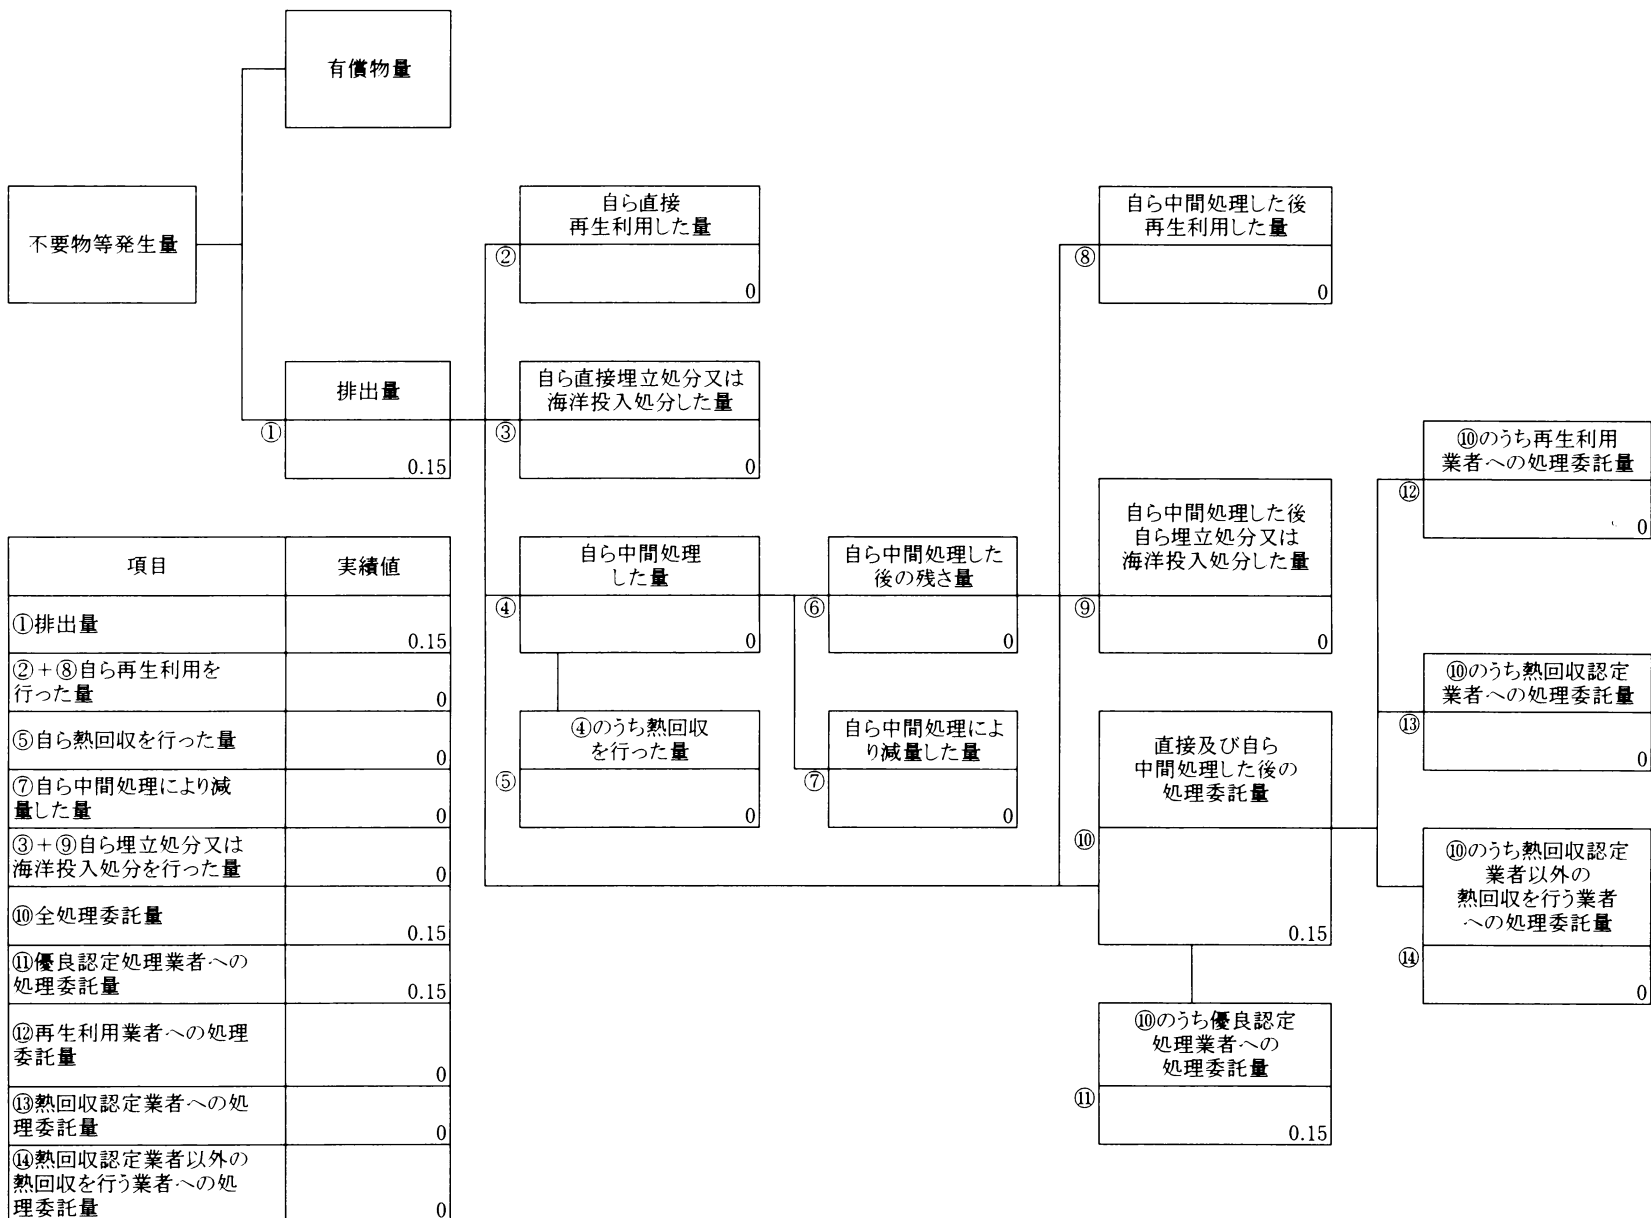 有償物量
不要物等発生量
自ら直接
再生利用した量
②
0
自ら中間処理した後
再生利用した量
⑧
0
排出量
①
0.15
自ら直接埋立処分又は
海洋投入処分した量
③
0
⑩のうち再生利用
業者への処理委託量
⑫
0
自ら中間処理
した量
④
0
自ら中間処理した
後の残さ量
⑥
0
自ら中間処理した後
自ら埋立処分又は
海洋投入処分した量
⑨
0
⑩のうち熱回収認定
業者への処理委託量
⑬
0
④のうち熱回収
を行った量
⑤
0
自ら中間処理によ
り減量した量
⑦
0
直接及び自ら
中間処理した後の
処理委託量
⑩
0.15
⑩のうち熱回収認定
業者以外の
熱回収を行う業者
への処理委託量
⑭
0
⑩のうち優良認定
処理業者への
処理委託量
⑪
0.15
項目 実績値
①排出量 0.15
②+⑧自ら再生利用を
行った量 0
⑤自ら熱回収を行った量 0
⑦自ら中間処理により減
量した量 0
③+⑨自ら埋立処分又は
海洋投入処分を行った量 0
⑩全処理委託量 0.15
⑪優良認定処理業者への
処理委託量 0.15
⑫再生利用業者への処理
委託量 0
⑬熱回収認定業者への処
理委託量 0
⑭熱回収認定業者以外の
熱回収を行う業者への処
理委託量 0